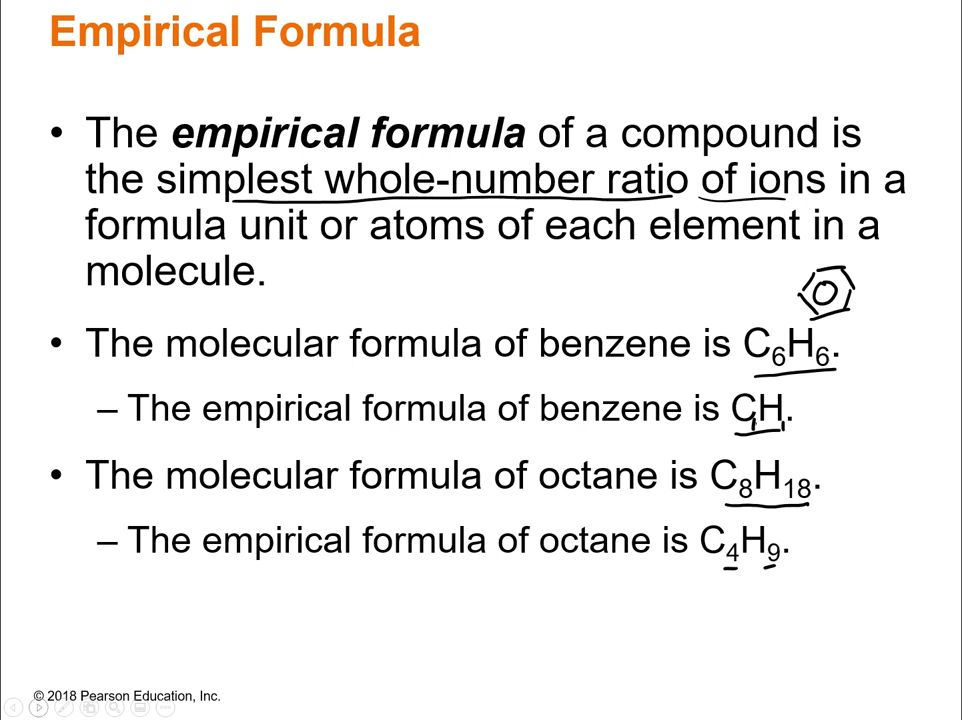 Empirical Formula
• The empirical formula of a compound is
the simplest whole-number ratio of ions in a
formula unit or atoms of each element in a
molecule.
• The molecular formula of benzene is C₆H₆.
– The empirical formula of benzene is CH.
• The molecular formula of octane is C₈H₁₈.
– The empirical formula of octane is C₄H₉.
© 2018 Pearson Education, Inc.